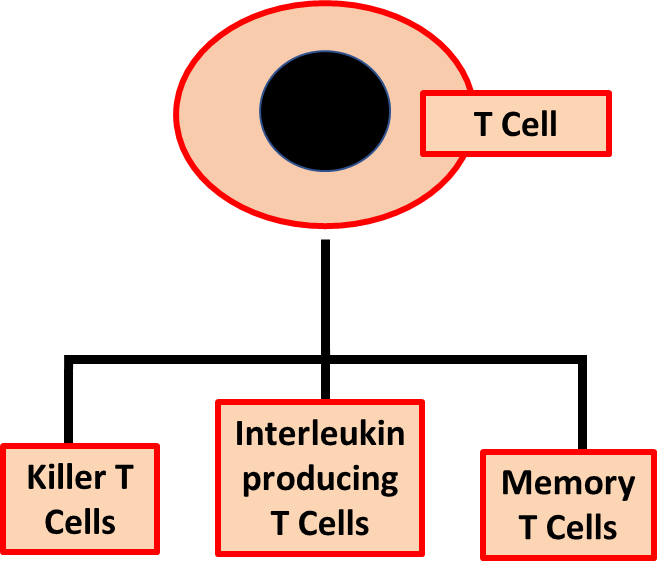 T Cell
Killer T
Cells
Interleukin
producing
T Cells
Memory
T Cells